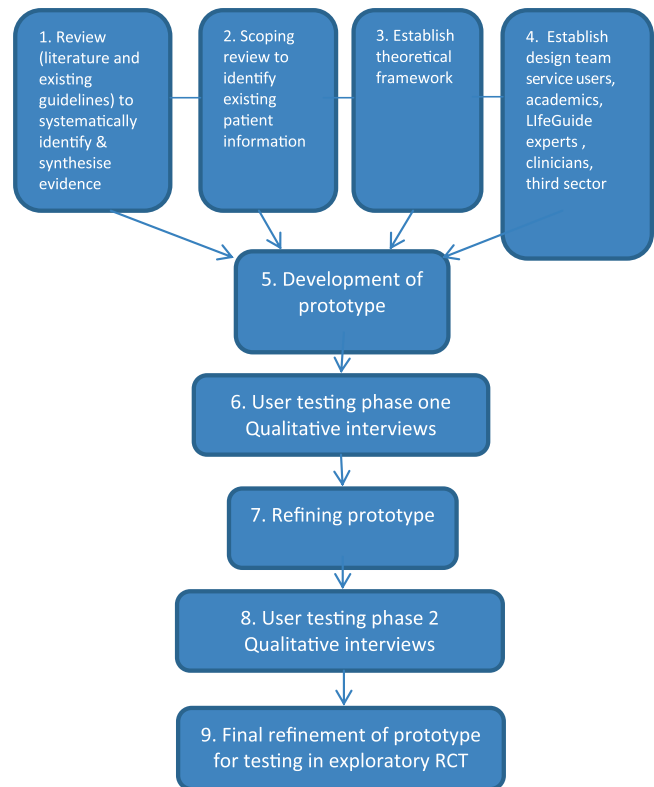 1. Review
(literature and
existing
guidelines) to
systematically
identify &
synthesise
evidence
2. Scoping
review to
identify
existing
patient
information
3. Establish
theoretical
framework
4. Establish
design team
service users,
academics,
LIfeGuide
experts ,
clinicians,
third sector
5. Development of
prototype
6. User testing phase one
Qualitative interviews
7. Refining prototype
8. User testing phase 2
Qualitative interviews
9. Final refinement of prototype
for testing in exploratory RCT